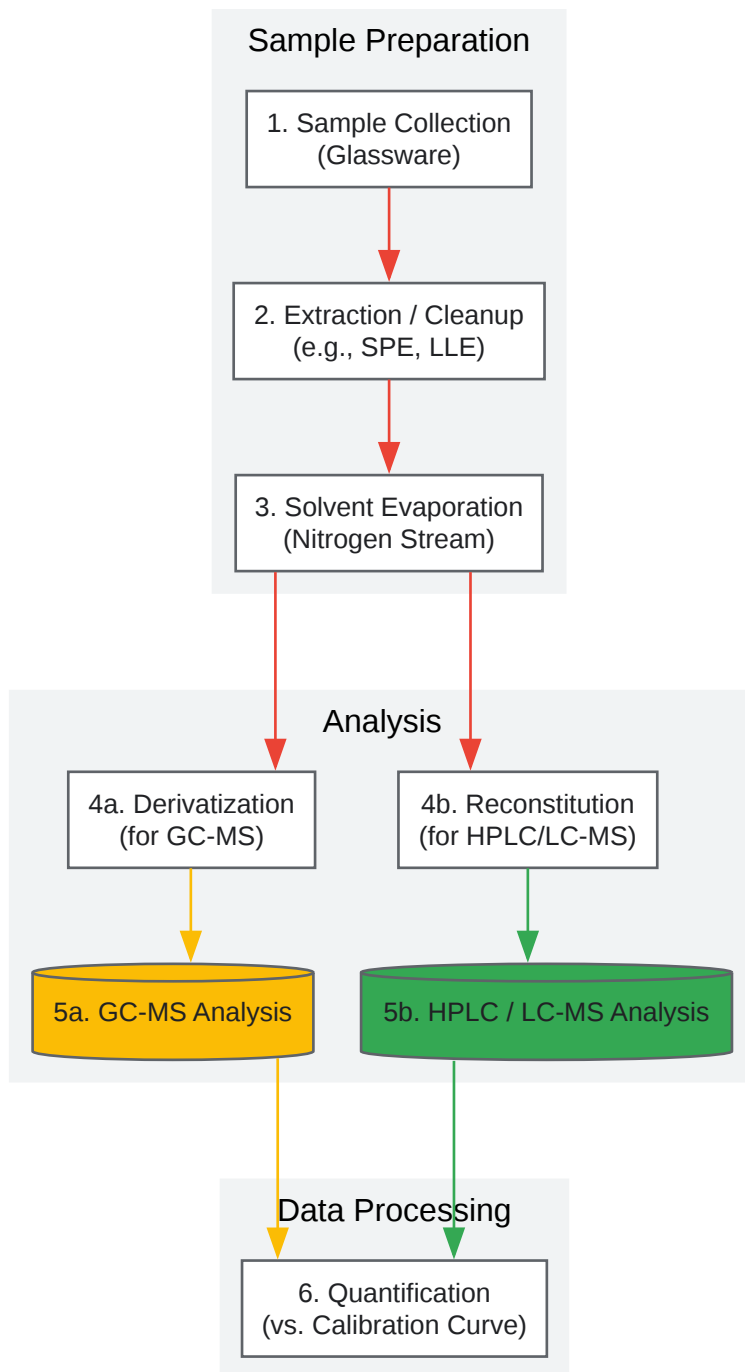 Sample Preparation
1. Sample Collection
(Glassware)
2. Extraction / Cleanup
(e.g., SPE, LLE)
3. Solvent Evaporation
(Nitrogen Stream)
Analysis
4a. Derivatization
(for GC-MS)
4b. Reconstitution
(for HPLC/LC-MS)
5a. GC-MS Analysis
5b. HPLC / LC-MS Analysis
Data Processing
6. Quantification
(vs. Calibration Curve)